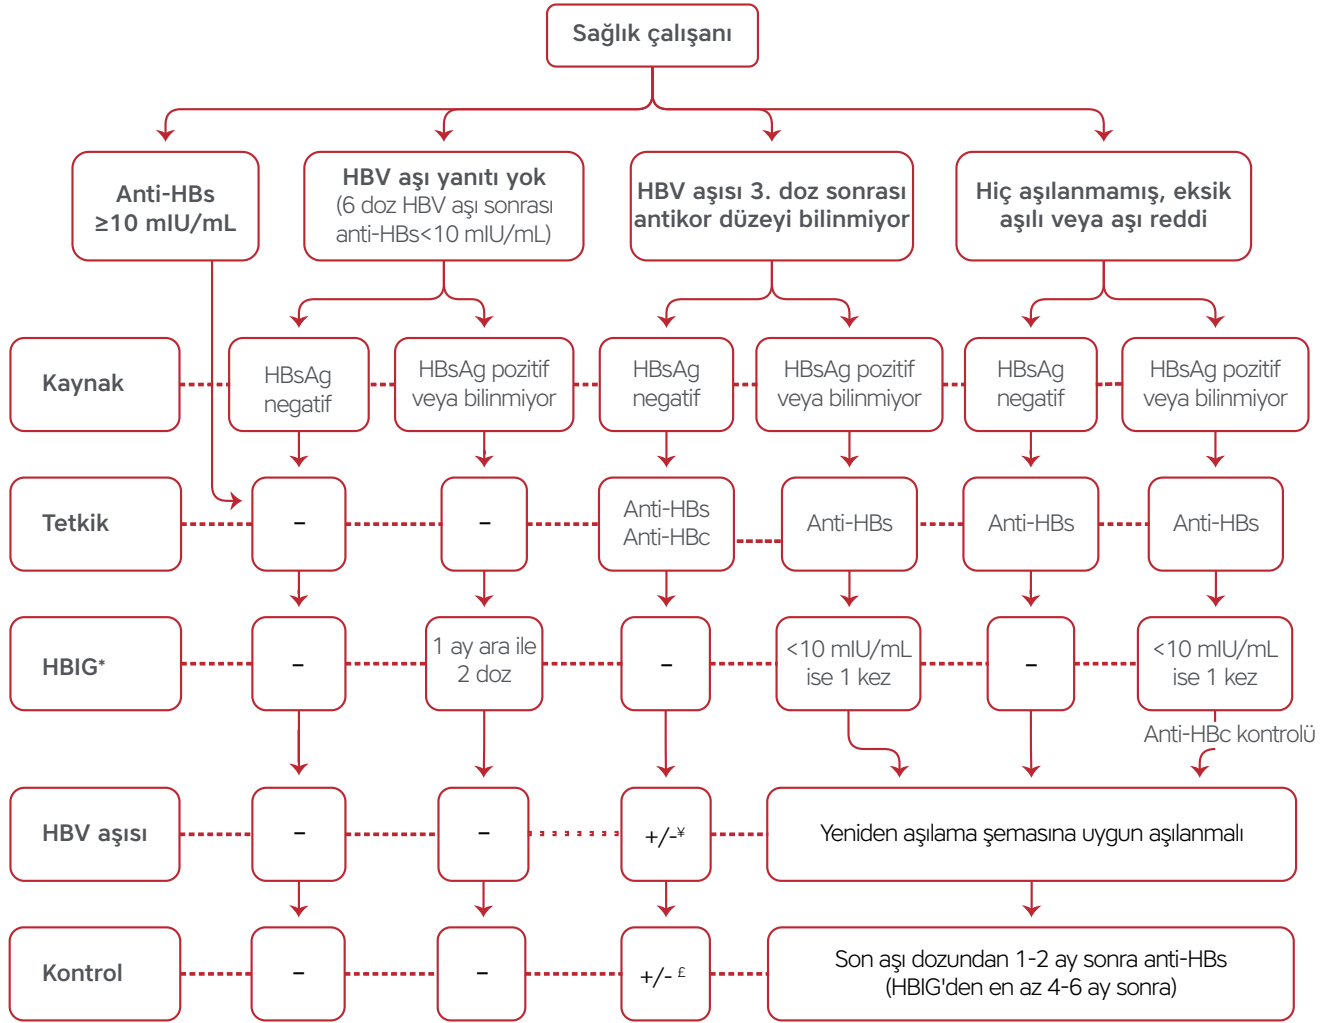 Sağlık çalışanı
Anti-HBs
≥10 mIU/mL
HBV aşı yanıtı yok
(6 doz HBV aşı sonrası
anti-HBs<10 mIU/mL)
HBV aşısı 3. doz sonrası
antikor düzeyi bilinmiyor
Hiç aşılanmamış, eksik
aşılı veya aşı reddi
Kaynak
HBsAg
negatif
HBsAg pozitif
veya bilinmiyor
HBsAg
negatif
HBsAg pozitif
veya bilinmiyor
HBsAg
negatif
HBsAg pozitif
veya bilinmiyor
Tetkik
–
–
Anti-HBs
Anti-HBc
Anti-HBs
Anti-HBs
Anti-HBs
HBIG*
–
1 ay ara ile
2 doz
–
<10 mIU/mL
ise 1 kez
–
<10 mIU/mL
ise 1 kez
Anti-HBc kontrolü
HBV aşısı
–
–
+/-¥
Yeniden aşılama şemasına uygun aşılanmalı
Kontrol
–
–
+/- £
Son aşı dozundan 1-2 ay sonra anti-HBs
(HBIG'den en az 4-6 ay sonra)